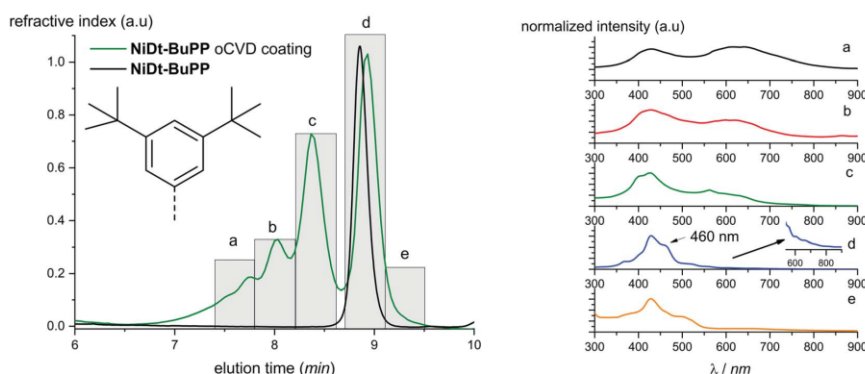 refractive index (a.u)
NiDt-BuPP oCVD coating
NiDt-BuPP
1.0
0.8
0.6
0.4
0.2
0.0
a
b
c
d
e
6
7
8
9
10
elution time (min)
normalized intensity (a.u)
a
300 400 500 600 700 800 900
b
300 400 500 600 700 800 900
c
300 400 500 600 700 800 900
460 nm
d
600 800
300 400 500 600 700 800 900
e
300 400 500 600 700 800 900
λ / nm